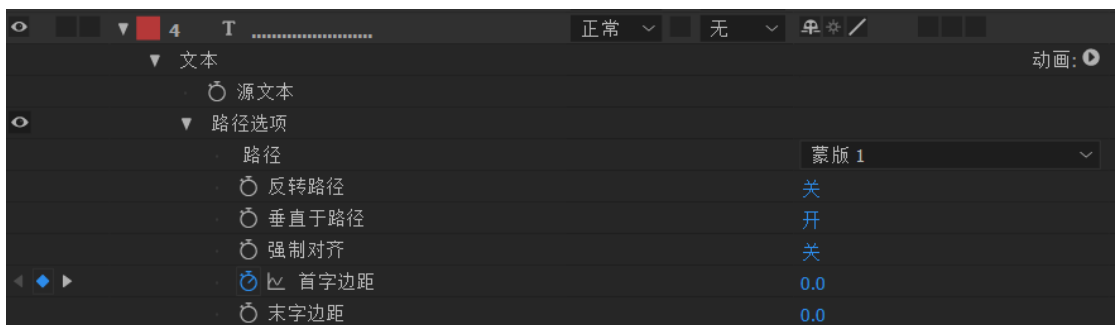 4 T ........................ 正常 无
文本 动画:
源文本
路径选项
路径 蒙版 1
反转路径 关
垂直于路径 开
强制对齐 关
首字边距 0.0
末字边距 0.0